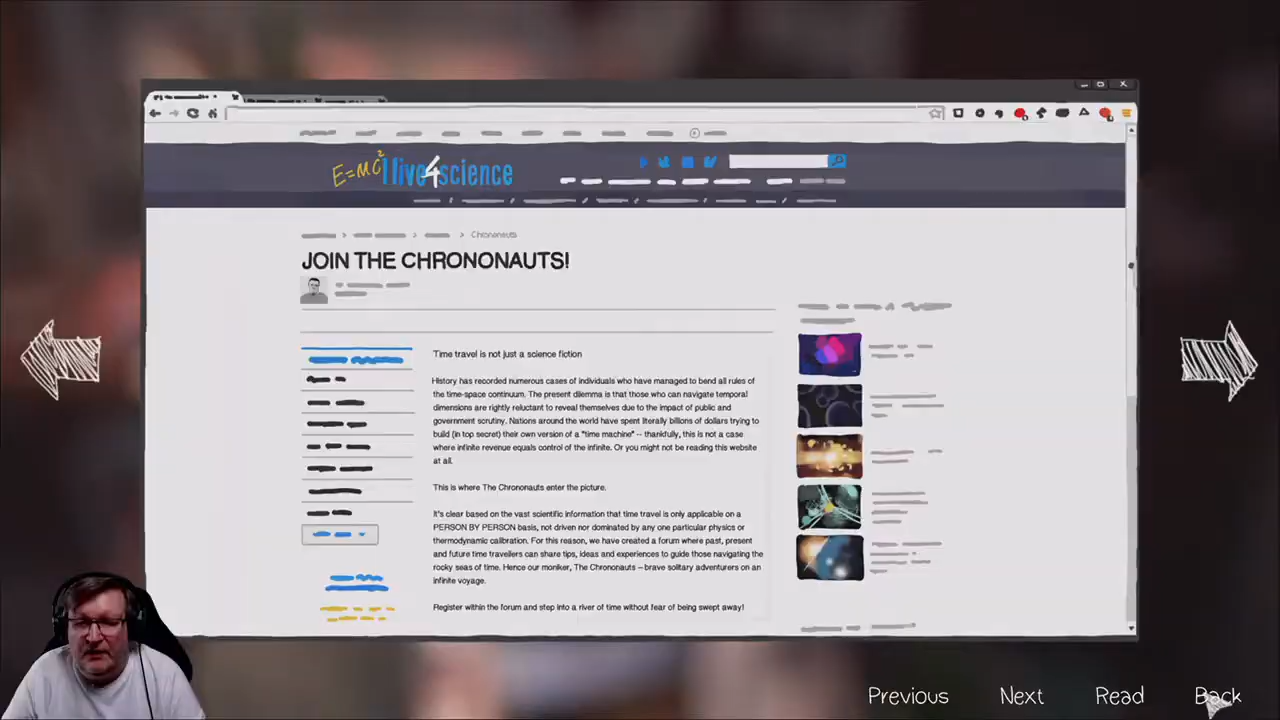 E=MC² I live4science
Chrononauts
JOIN THE CHRONONAUTS!
Time travel is not just a science fiction
History has recorded numerous cases of individuals who have managed to bend all rules of
the time-space continuum. The present dilemma is that those who can navigate temporal
dimensions are rightly reluctant to reveal themselves due to the impact of public and
government scrutiny. Nations around the world have spent literally billions of dollars trying to
build (in top secret) their own version of a "time machine" -- thankfully, this is not a case
where infinite revenue equals control of the infinite. Or you might not be reading this website
at all.
This is where The Chrononauts enter the picture.
It's clear based on the vast scientific information that time travel is only applicable on a
PERSON BY PERSON basis, not driven nor dominated by any one particular physics or
thermodynamic calibration. For this reason, we have created a forum where past, present
and future time travellers can share tips, ideas and experiences to guide those navigating the
rocky seas of time. Hence our moniker, The Chrononauts – brave solitary adventurers on an
infinite voyage.
Register within the forum and step into a river of time without fear of being swept away!
Previous Next Read Back